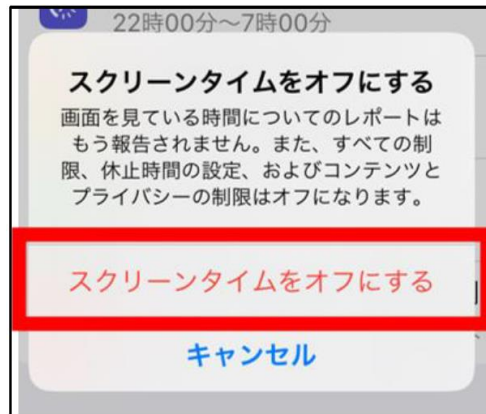 22時00分〜7時00分
スクリーンタイムをオフにする
画面を見ている時間についてのレポートは
もう報告されません。また、すべての制
限、休止時間の設定、およびコンテンツと
プライバシーの制限はオフになります。
スクリーンタイムをオフにする
キャンセル